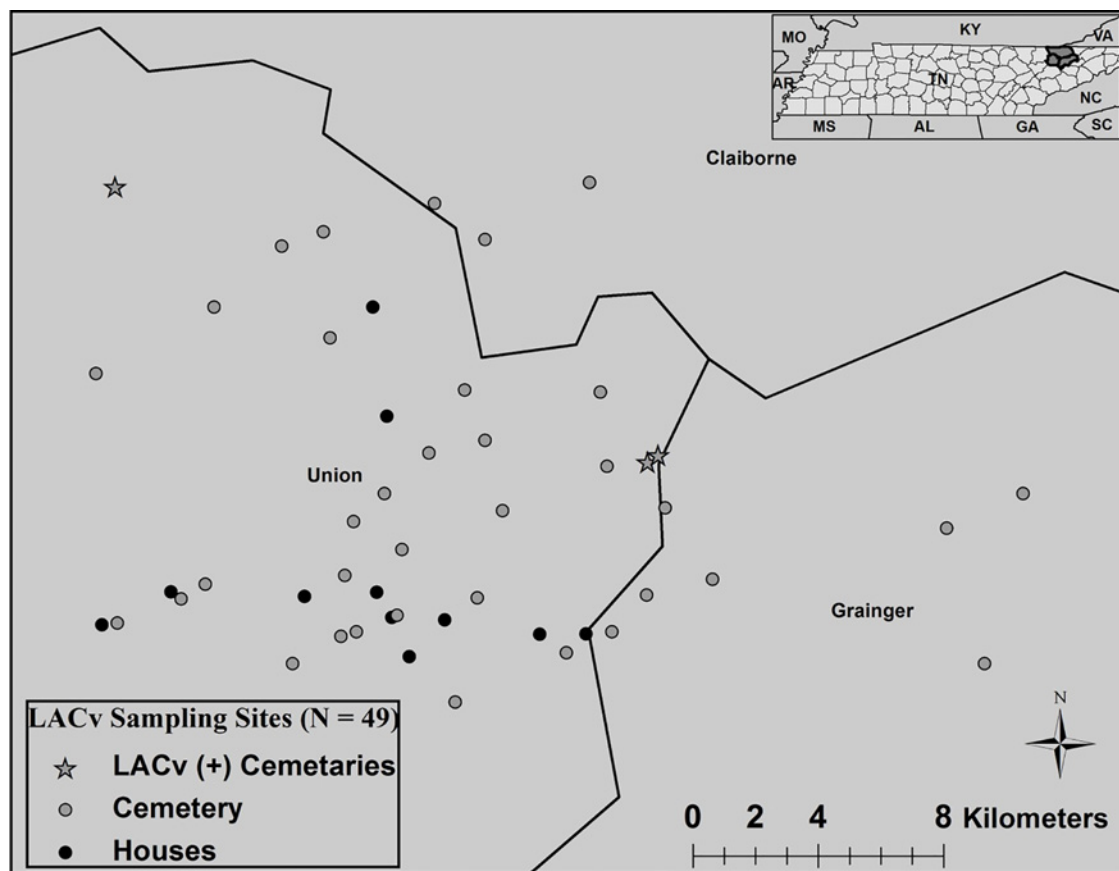 MO
KY
VA
AR
TN
NC
MS
AL
GA
SC
Claiborne
Union
Grainger
LACv Sampling Sites (N = 49)
LACv (+) Cemetaries
Cemetery
Houses
N
0 2 4 8 Kilometers